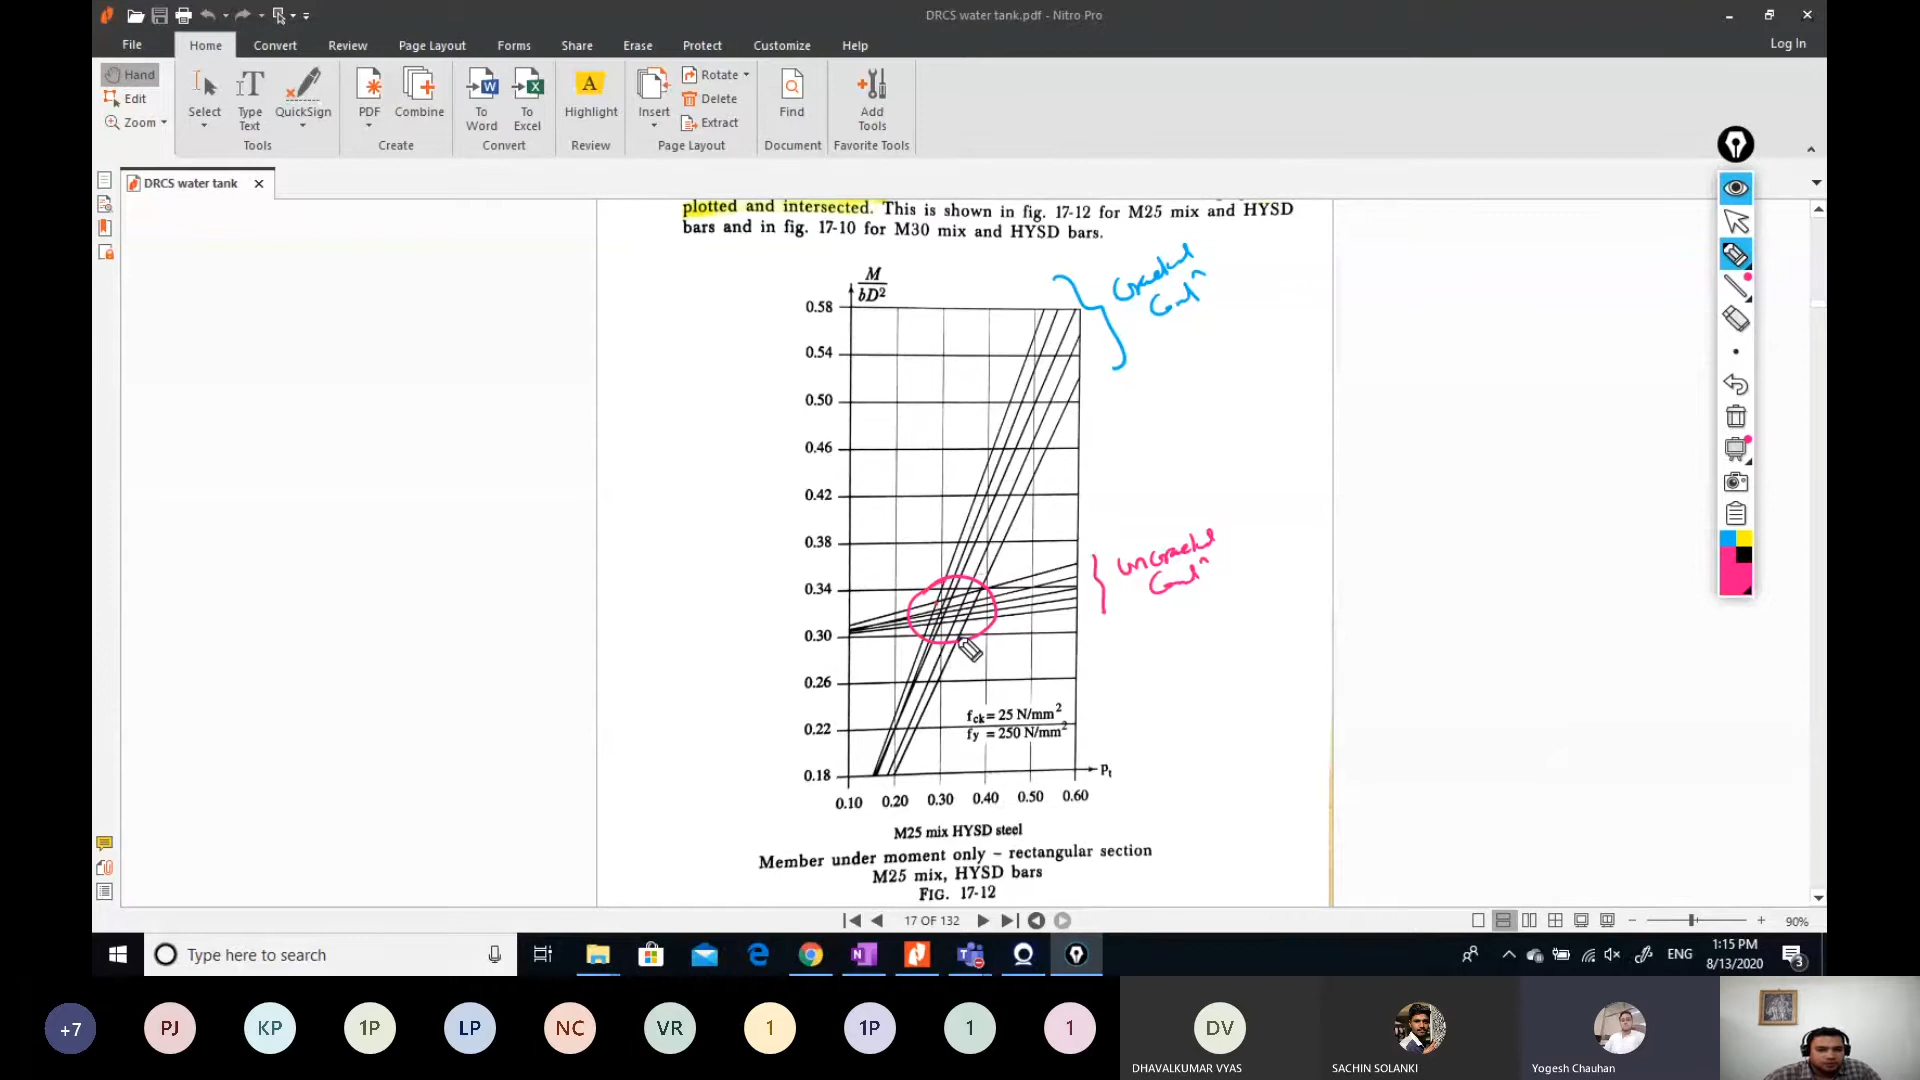 DRCS water tank.pdf - Nitro Pro
File
Home
Convert
Review
Page Layout
Forms
Share
Erase
Protect
Customize
Help
Log In
Hand
Edit
Zoom
Select
Type
Text
QuickSign
Tools
PDF
Combine
Create
To
Word
To
Excel
Convert
Highlight
Review
Insert
Rotate
Delete
Extract
Page Layout
Find
Document
Add
Tools
Favorite Tools
DRCS water tank
plotted and intersected. This is shown in fig. 17-12 for M25 mix and HYSD
bars and in fig. 17-10 for M30 mix and HYSD bars.
M
bD²
0.58
0.54
0.50
0.46
0.42
0.38
0.34
0.30
0.26
0.22
0.18
Cracked
Condⁿ
Uncracked
Condⁿ
fck = 25 N/mm²
fy = 250 N/mm²
Pt
0.10 0.20 0.30 0.40 0.50 0.60
M25 mix HYSD steel
Member under moment only – rectangular section
M25 mix, HYSD bars
FIG. 17-12
17 OF 132
90%
Type here to search
ENG
1:15 PM
8/13/2020
3
+7
PJ
KP
1P
LP
NC
VR
1
1P
1
1
DV
DHAVALKUMAR VYAS
SACHIN SOLANKI
Yogesh Chauhan